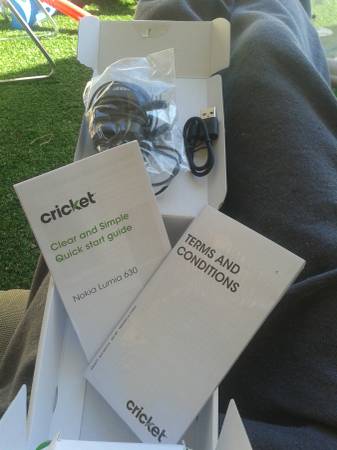 cricket
Clear and Simple
Quick start guide
Nokia Lumia 630
TERMS AND
CONDITIONS
cricket